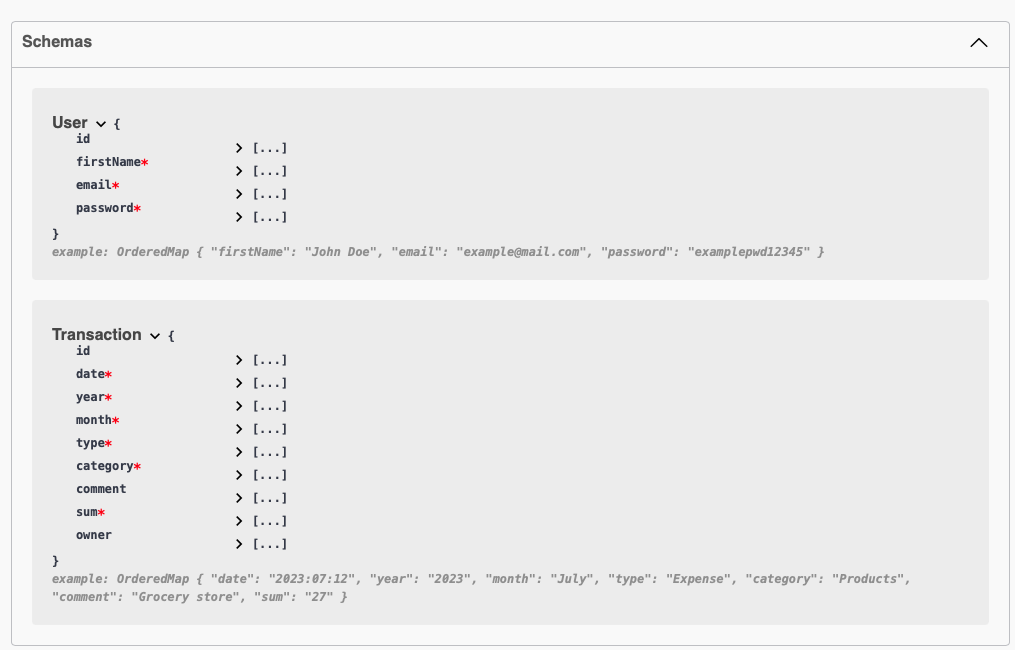 Schemas
User {
id [...]
firstName* [...]
email* [...]
password* [...]
}
example: OrderedMap { "firstName": "John Doe", "email": "example@mail.com", "password": "examplepwd12345" }
Transaction {
id [...]
date* [...]
year* [...]
month* [...]
type* [...]
category* [...]
comment [...]
sum* [...]
owner [...]
}
example: OrderedMap { "date": "2023:07:12", "year": "2023", "month": "July", "type": "Expense", "category": "Products",
"comment": "Grocery store", "sum": "27" }